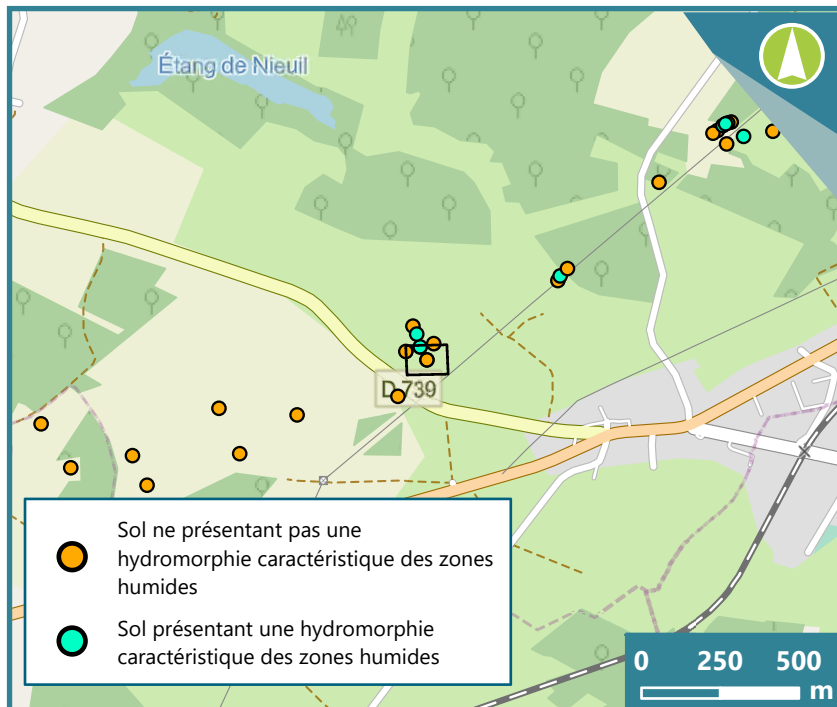 Étang de Nieuil
D 739
Sol ne présentant pas une
hydromorphie caractéristique des zones
humides
Sol présentant une hydromorphie
caractéristique des zones humides
0 250 500
m